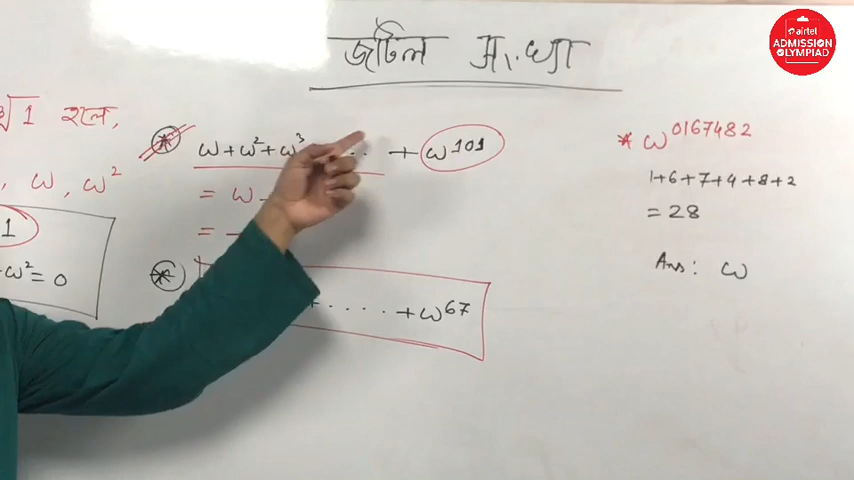 জটিল সংখ্যা
airtel
ADMISSION
OLYMPIAD
∛1 হলে,
, ω, ω²
1
ω² = 0
* ω + ω² + ω³ ... + ω¹⁰¹
= ω
= -
*
+ . . . . . + ω⁶⁷
* ω⁰¹⁶⁷⁴⁸²
1+6+7+4+8+2
= 28
Ans: ω